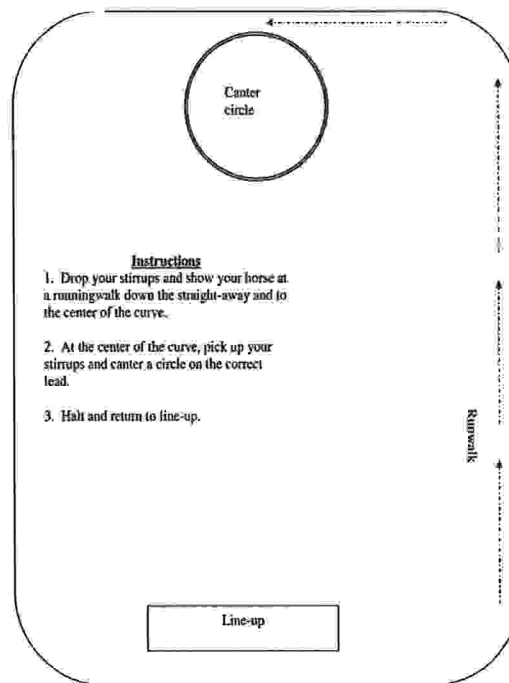 Canter
circle
Instructions
1. Drop your stirrups and show your horse at
a runningwalk down the straight-away and to
the center of the curve.
2. At the center of the curve, pick up your
stirrups and canter a circle on the correct
lead.
3. Halt and return to line-up.
Runwalk
Line-up